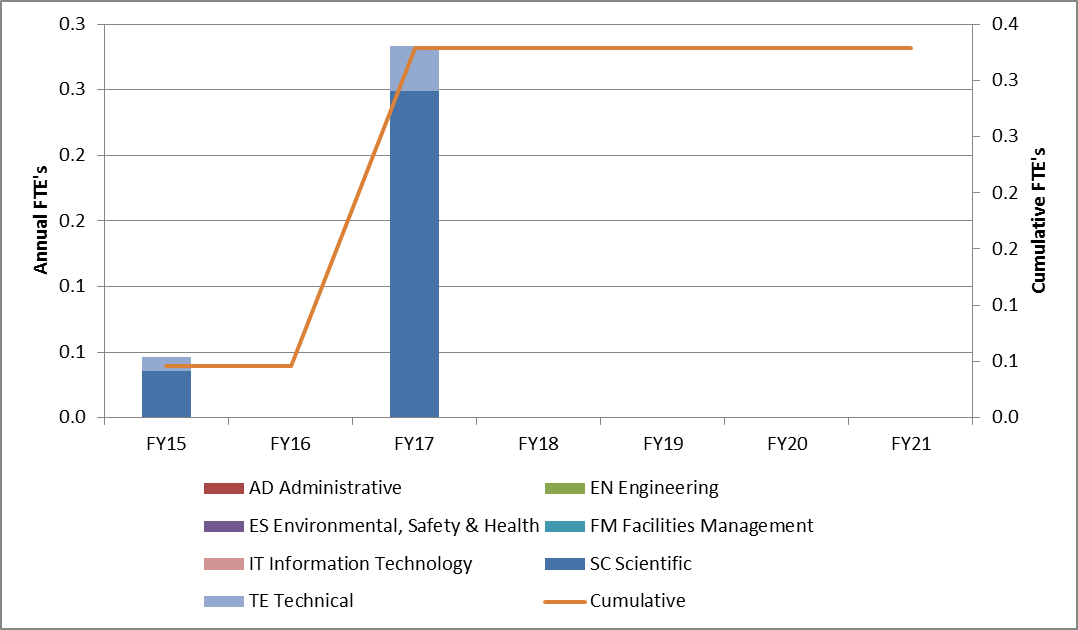 0.3
0.3
0.2
0.2
0.1
0.1
0.0
Annual FTE's
0.4
0.3
0.3
0.2
0.2
0.1
0.1
0.0
Cumulative FTE's
FY15 FY16 FY17 FY18 FY19 FY20 FY21
AD Administrative EN Engineering
ES Environmental, Safety & Health FM Facilities Management
IT Information Technology SC Scientific
TE Technical Cumulative